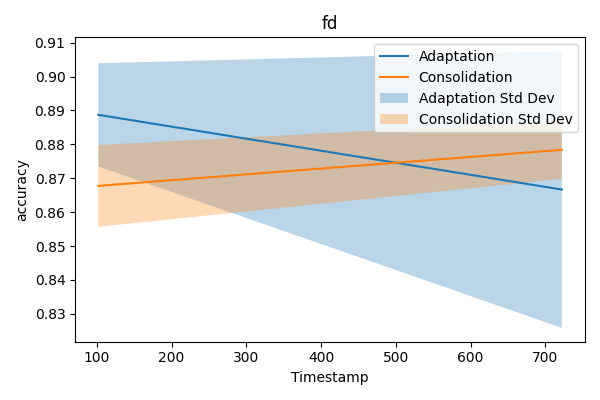 fd
0.91
0.90
0.89
0.88
0.87
0.86
0.85
0.84
0.83
accuracy
Adaptation
Consolidation
Adaptation Std Dev
Consolidation Std Dev
100 200 300 400 500 600 700
Timestamp